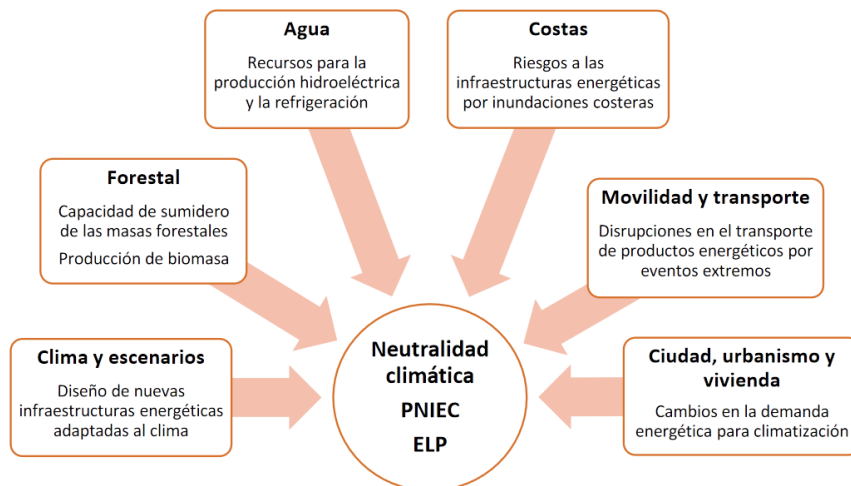 Agua
Recursos para la
producción hidroeléctrica
y la refrigeración
Costas
Riesgos a las
infraestructuras energéticas
por inundaciones costeras
Forestal
Capacidad de sumidero
de las masas forestales
Producción de biomasa
Movilidad y transporte
Disrupciones en el transporte
de productos energéticos por
eventos extremos
Clima y escenarios
Diseño de nuevas
infraestructuras energéticas
adaptadas al clima
Neutralidad
climática
PNIEC
ELP
Ciudad, urbanismo y
vivienda
Cambios en la demanda
energética para climatización